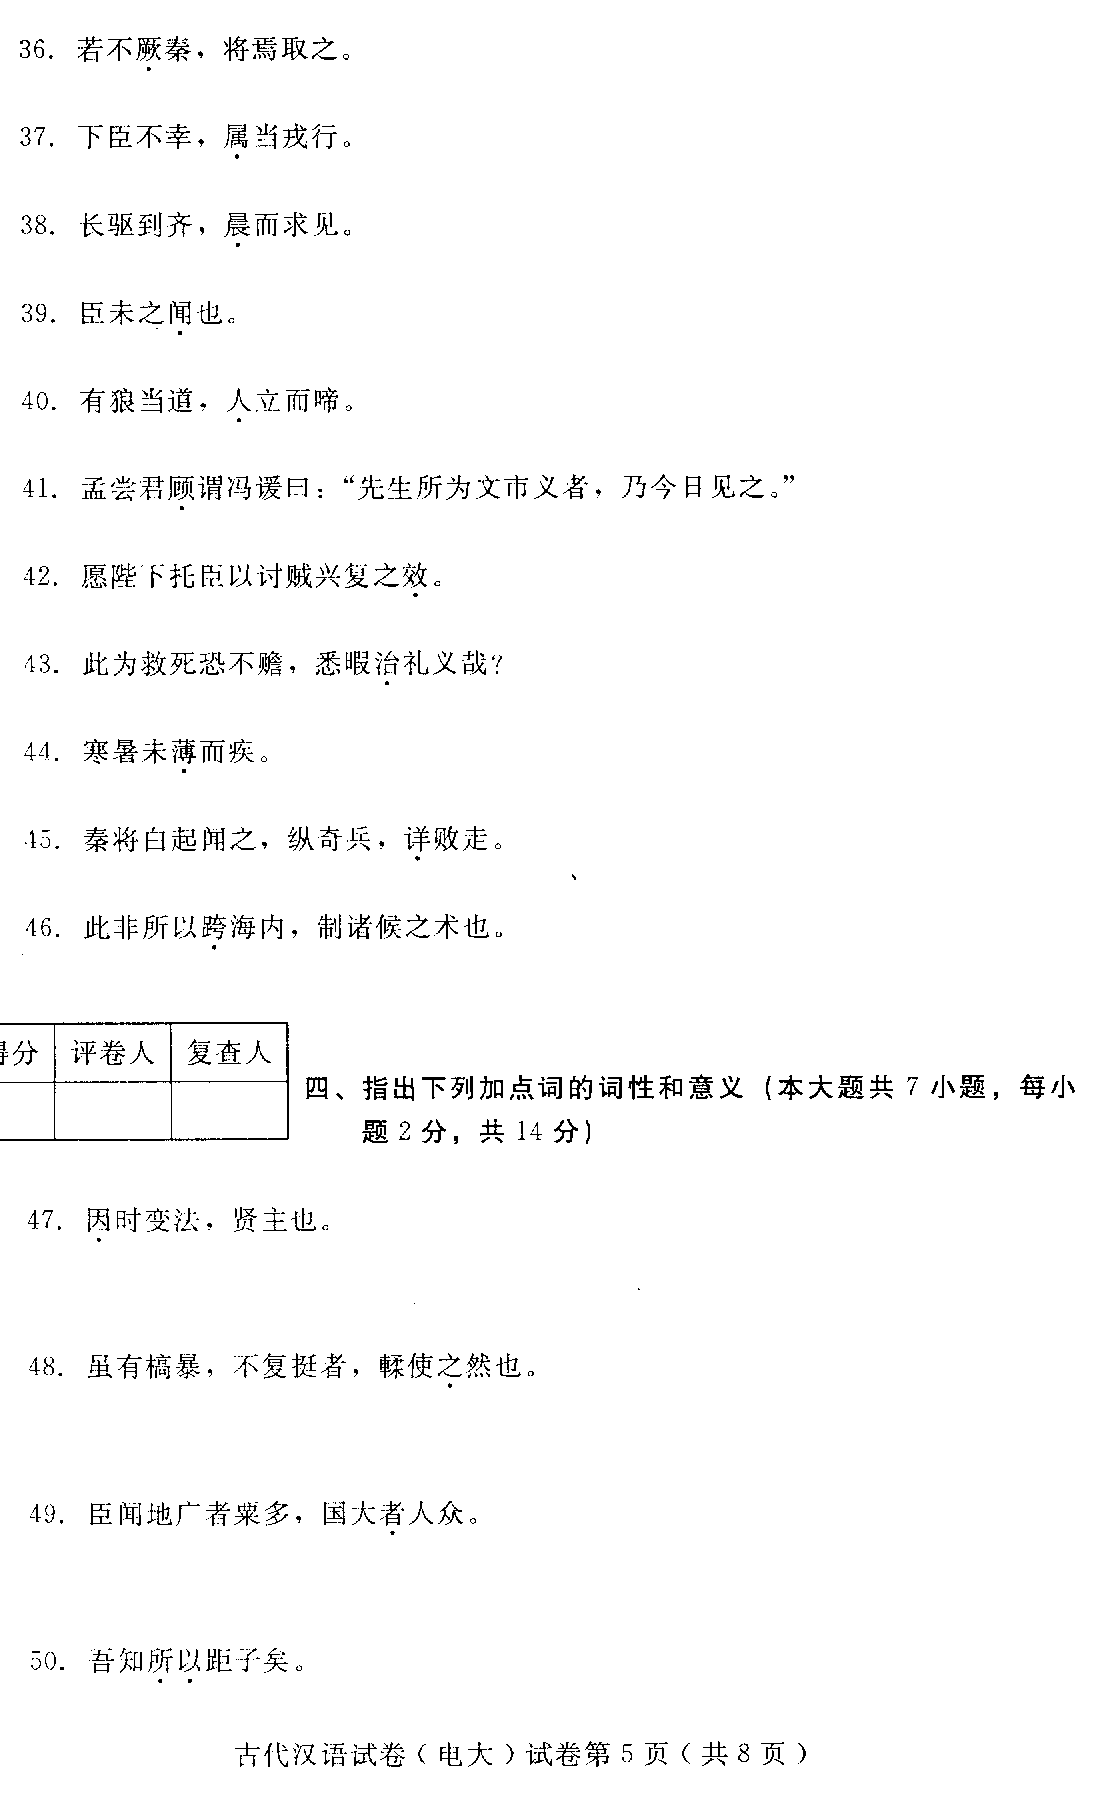 36. 若不厥秦，将焉取之。
37. 下臣不幸，属当戎行。
38. 长驱到齐，晨而求见。
39. 臣未之闻也。
40. 有狼当道，人立而啼。
41. 孟尝君顾谓冯谖曰：“先生所为文市义者，乃今日见之。”
42. 愿陛下托臣以讨贼兴复之效。
43. 此为救死恐不赡，悉暇治礼义哉？
44. 寒暑未薄而疾。
45. 秦将白起闻之，纵奇兵，详败走。
46. 此非所以跨海内，制诸候之术也。
得分 评卷人 复查人
四、指出下列加点词的词性和意义（本大题共 7 小题，每小
题 2 分，共 14 分）
47. 因时变法，贤主也。
48. 虽有槁暴，不复挺者，輮使之然也。
49. 臣闻地广者粟多，国大者人众。
50. 吾知所以距子矣。
古代汉语试卷（电大）试卷第 5 页（共 8 页）